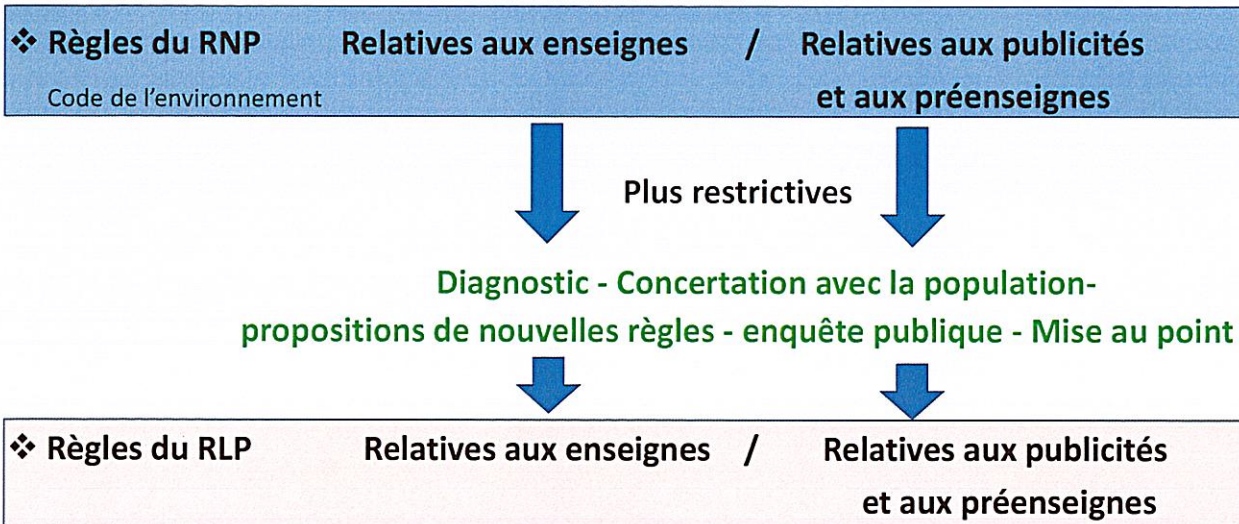 ❖ Règles du RNP Relatives aux enseignes / Relatives aux publicités
Code de l'environnement et aux préenseignes
Plus restrictives
Diagnostic - Concertation avec la population-
propositions de nouvelles règles - enquête publique - Mise au point
❖ Règles du RLP Relatives aux enseignes / Relatives aux publicités
et aux préenseignes